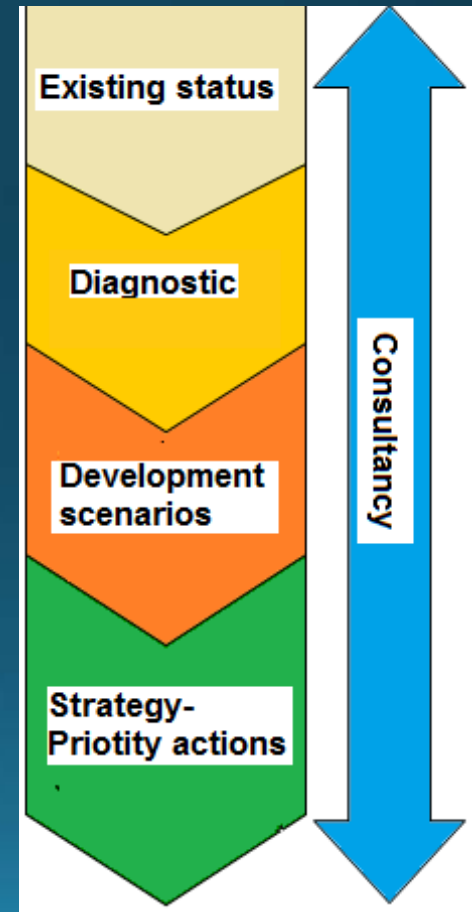 Existing status
Diagnostic
Development
scenarios
Strategy-
Priotity actions
Consultancy